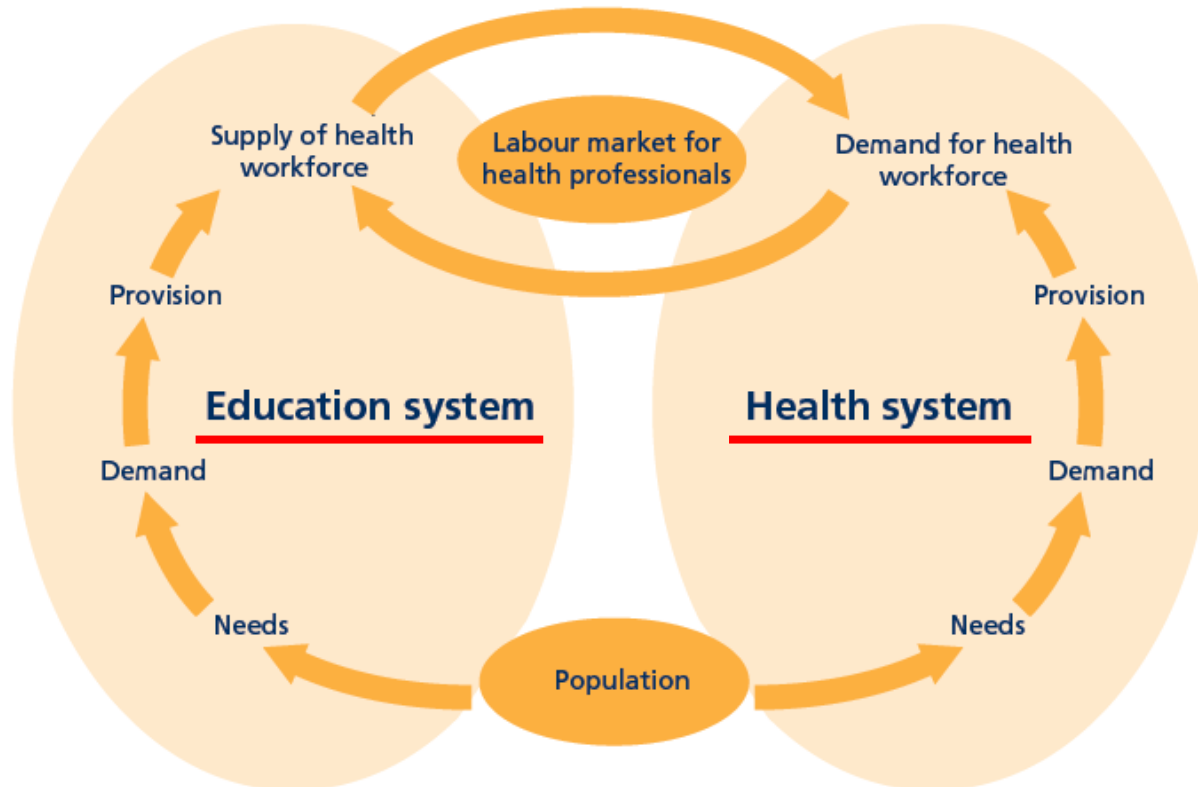 Supply of health
workforce
Labour market for
health professionals
Demand for health
workforce
Provision
Provision
Education system
Health system
Demand
Demand
Needs
Needs
Population